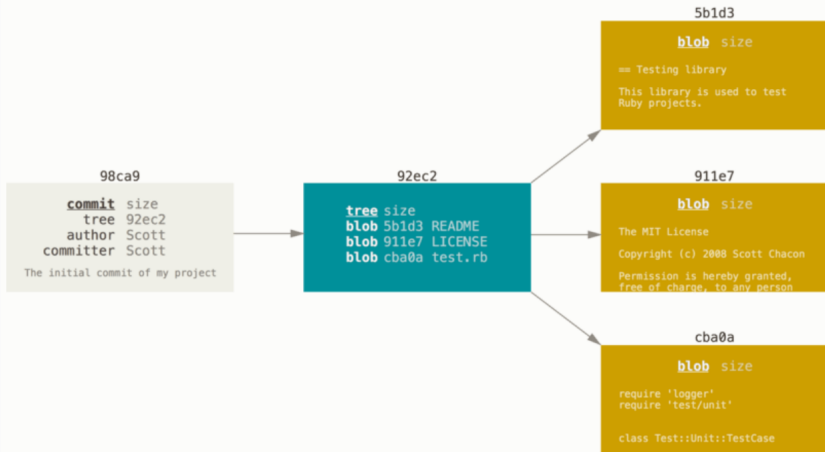 98ca9
commit size
tree 92ec2
author Scott
committer Scott
The initial commit of my project
92ec2
tree size
blob 5b1d3 README
blob 911e7 LICENSE
blob cba0a test.rb
5b1d3
blob size
== Testing library
This library is used to test
Ruby projects.
911e7
blob size
The MIT License
Copyright (c) 2008 Scott Chacon
Permission is hereby granted,
free of charge, to any person
cba0a
blob size
require 'logger'
require 'test/unit'
class Test::Unit::TestCase